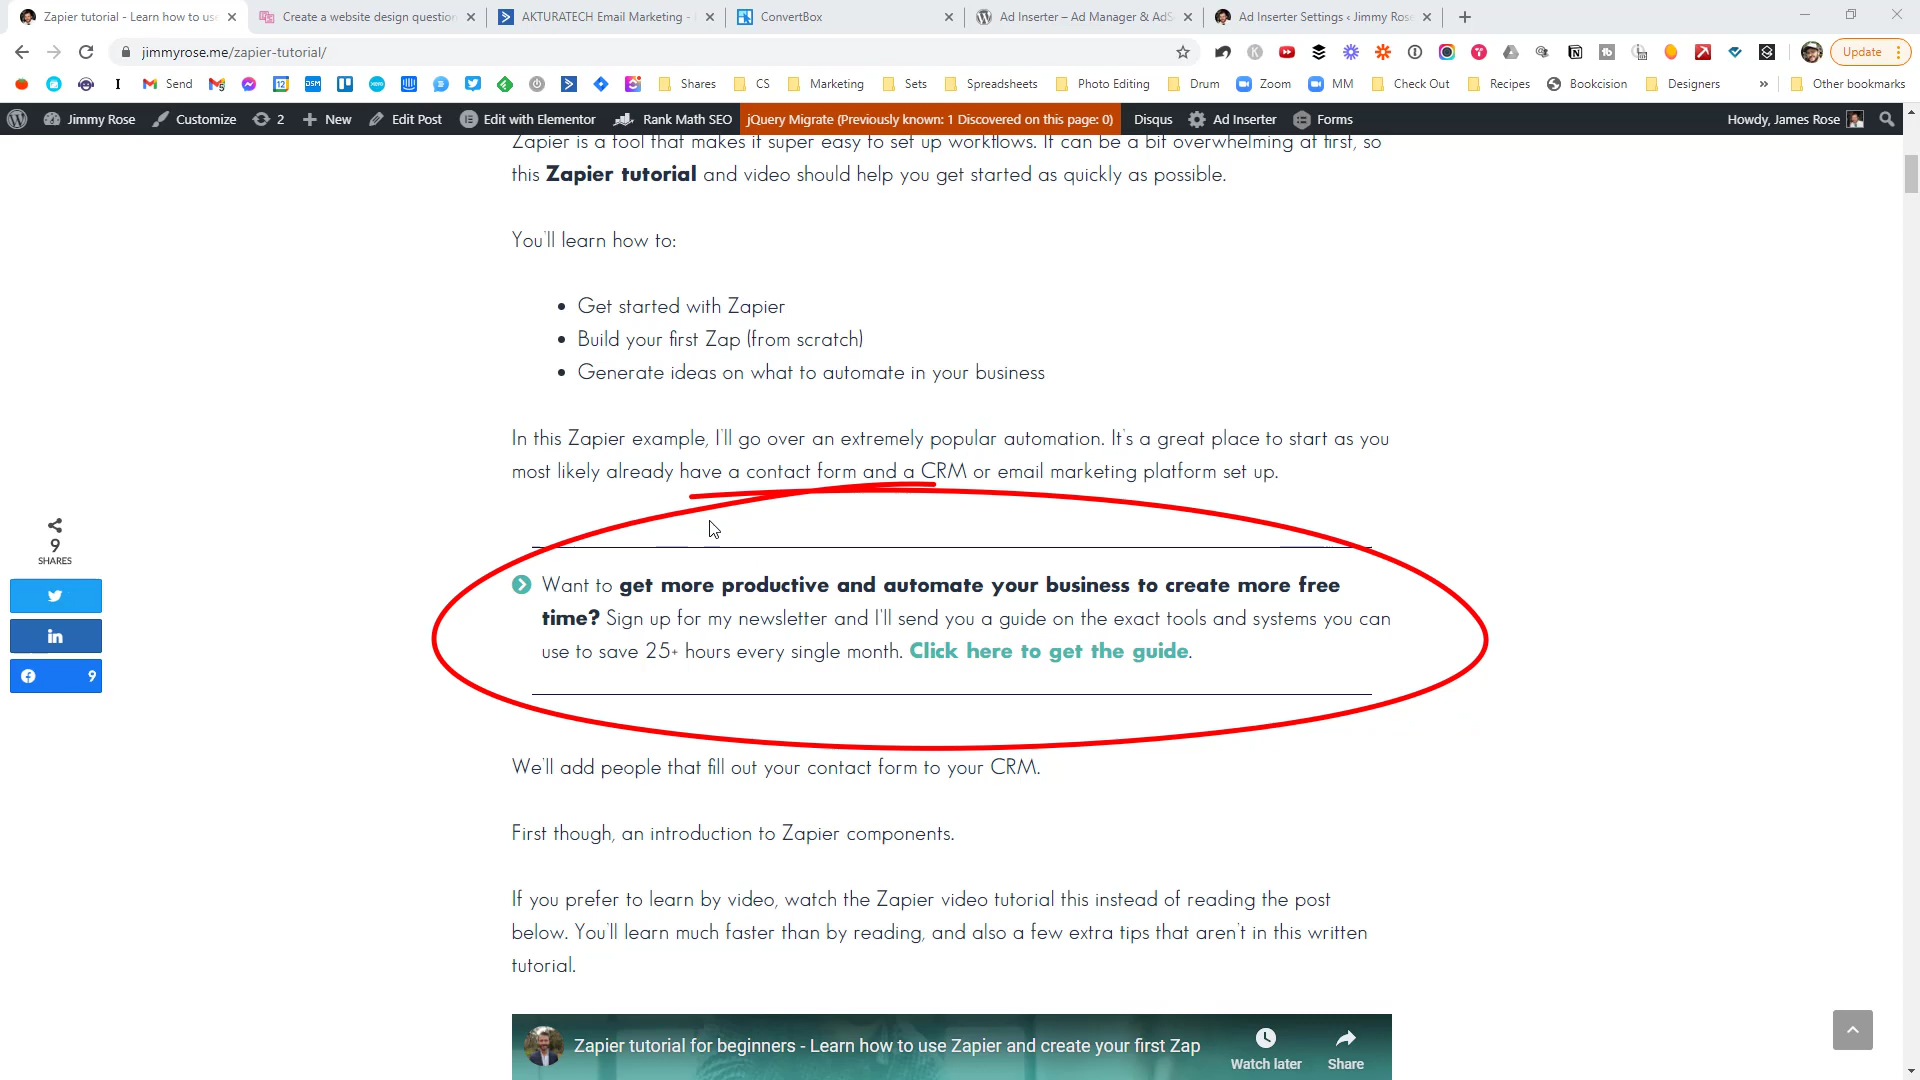 Zapier tutorial - Learn how to use
Create a website design question
AKTURATECH Email Marketing -
ConvertBox
Ad Inserter – Ad Manager & AdS
Ad Inserter Settings ‹ Jimmy Rose
jimmyrose.me/zapier-tutorial/
Update
Send
Shares
CS
Marketing
Sets
Spreadsheets
Photo Editing
Drum
Zoom
MM
Check Out
Recipes
Bookcision
Designers
»
Other bookmarks
Jimmy Rose
Customize
2
New
Edit Post
Edit with Elementor
Rank Math SEO
jQuery Migrate (Previously known: 1 Discovered on this page: 0)
Disqus
Ad Inserter
Forms
Howdy, James Rose
Zapier is a tool that makes it super easy to set up workflows. It can be a bit overwhelming at first, so
this Zapier tutorial and video should help you get started as quickly as possible.
You'll learn how to:
• Get started with Zapier
• Build your first Zap (from scratch)
• Generate ideas on what to automate in your business
In this Zapier example, I'll go over an extremely popular automation. It's a great place to start as you
most likely already have a contact form and a CRM or email marketing platform set up.
9
SHARES
9
Want to get more productive and automate your business to create more free
time? Sign up for my newsletter and I'll send you a guide on the exact tools and systems you can
use to save 25+ hours every single month. Click here to get the guide.
We'll add people that fill out your contact form to your CRM.
First though, an introduction to Zapier components.
If you prefer to learn by video, watch the Zapier video tutorial this instead of reading the post
below. You'll learn much faster than by reading, and also a few extra tips that aren't in this written
tutorial.
Zapier tutorial for beginners - Learn how to use Zapier and create your first Zap
Watch later
Share